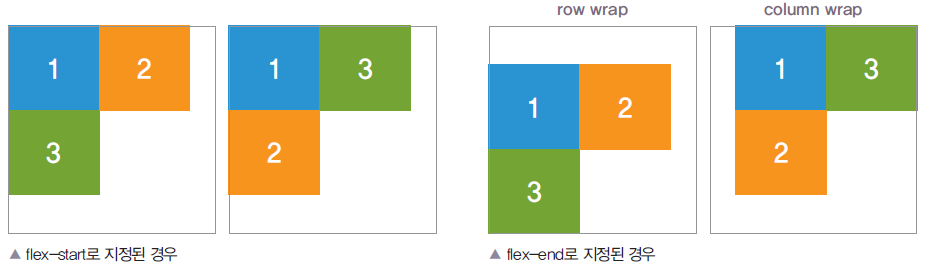 row wrap
column wrap
1 2
3
1 3
2
1 2
3
1 3
2
▲ flex-start로 지정된 경우
▲ flex-end로 지정된 경우